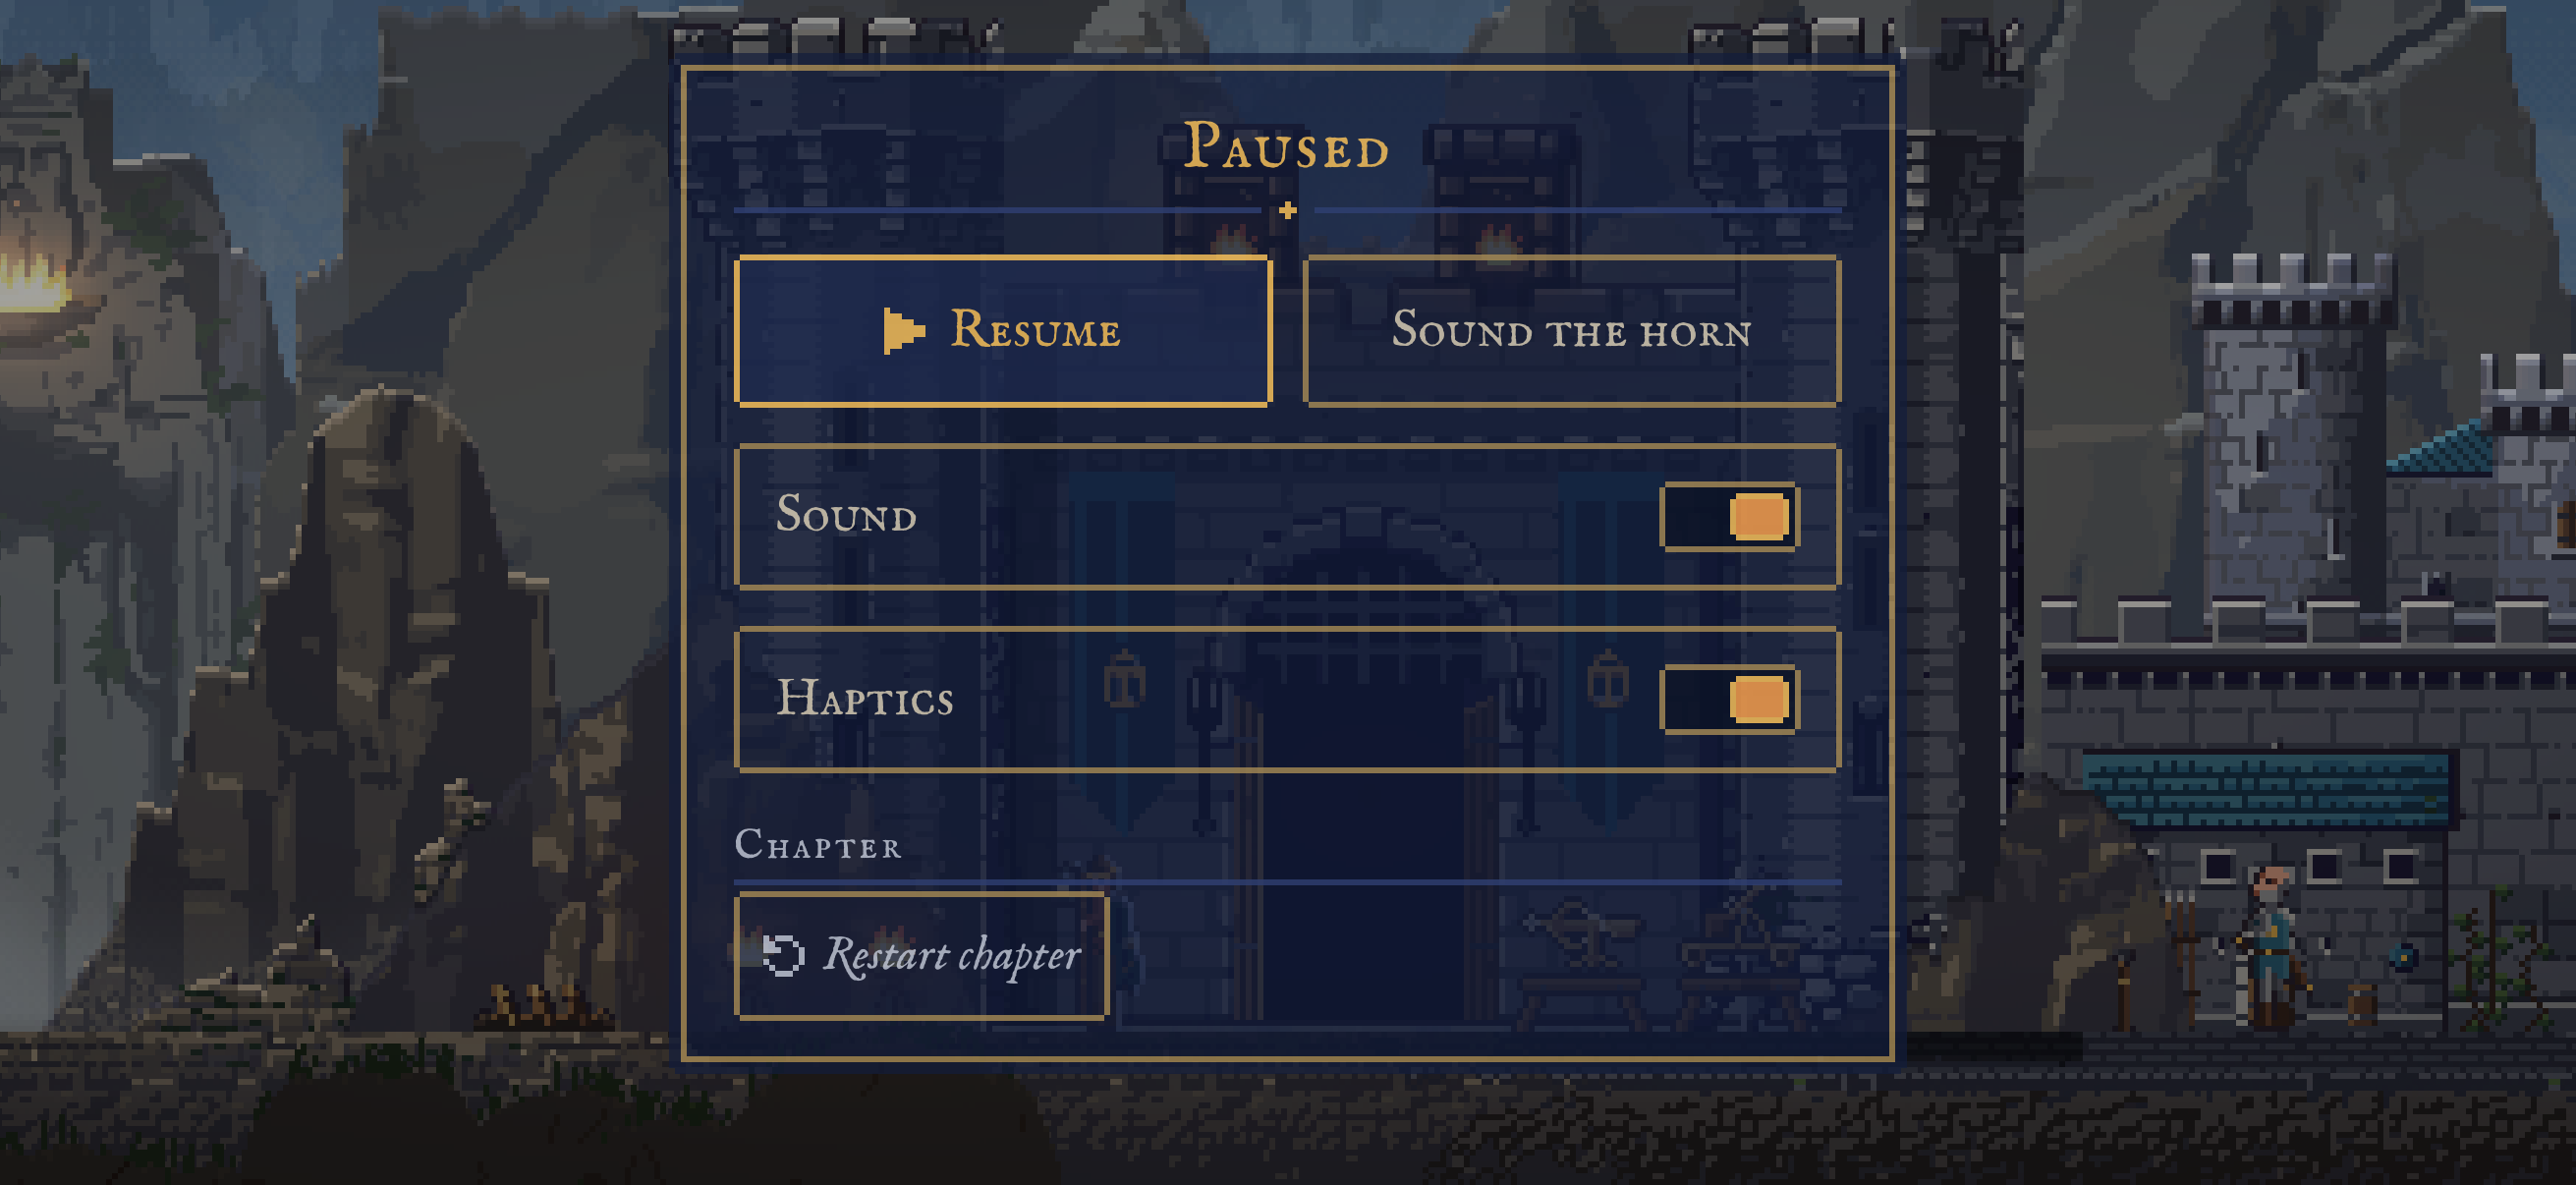 Paused
Resume
Sound the horn
Sound
Haptics
Chapter
Restart chapter